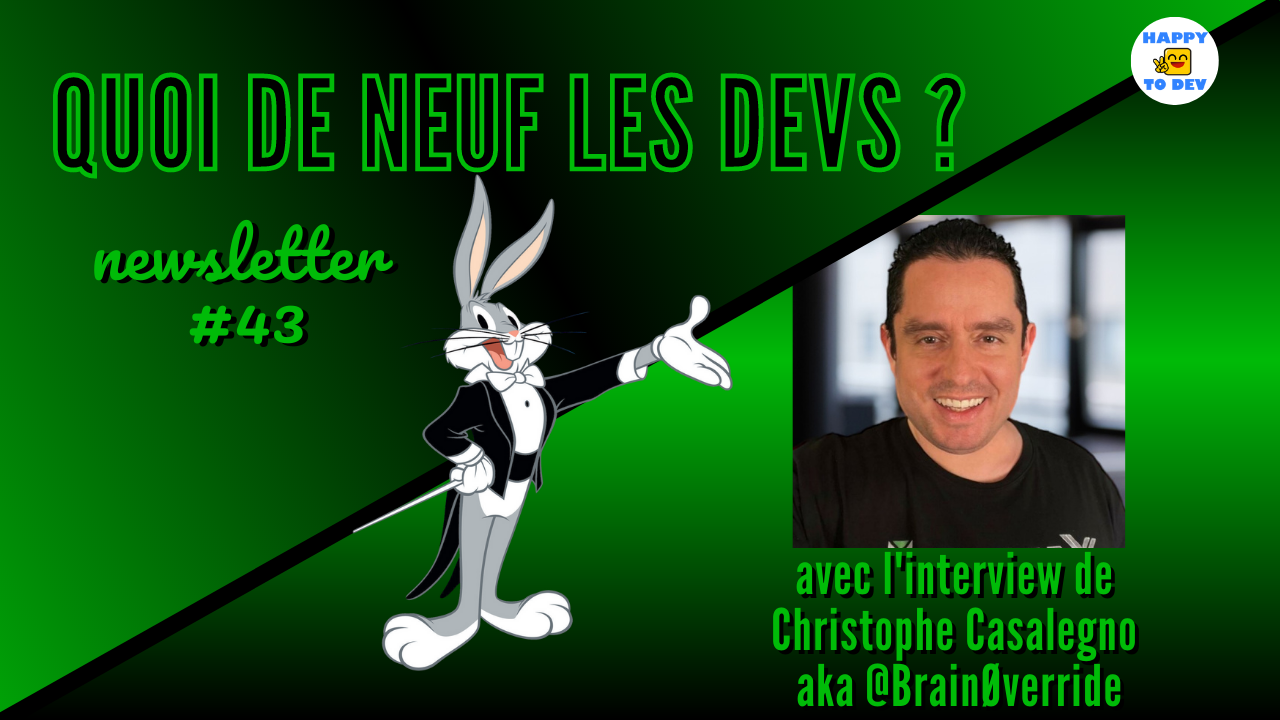 HAPPY
TO DEV
QUOI DE NEUF LES DEVS ?
newsletter
#43
avec l'interview de
Christophe Casalegno
aka @BrainØverride